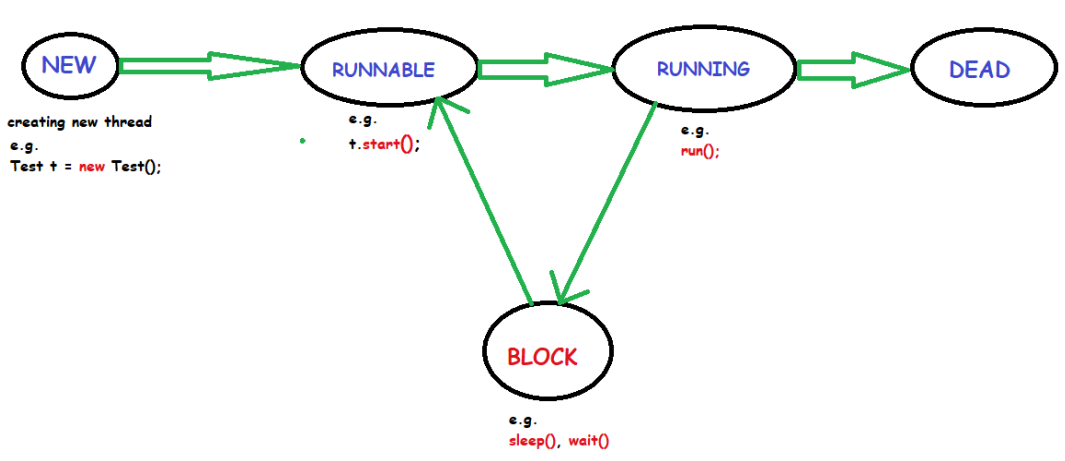 NEW
RUNNABLE
RUNNING
DEAD
creating new thread
e.g.
Test t = new Test();
e.g.
t.start();
e.g.
run();
BLOCK
e.g.
sleep(), wait()